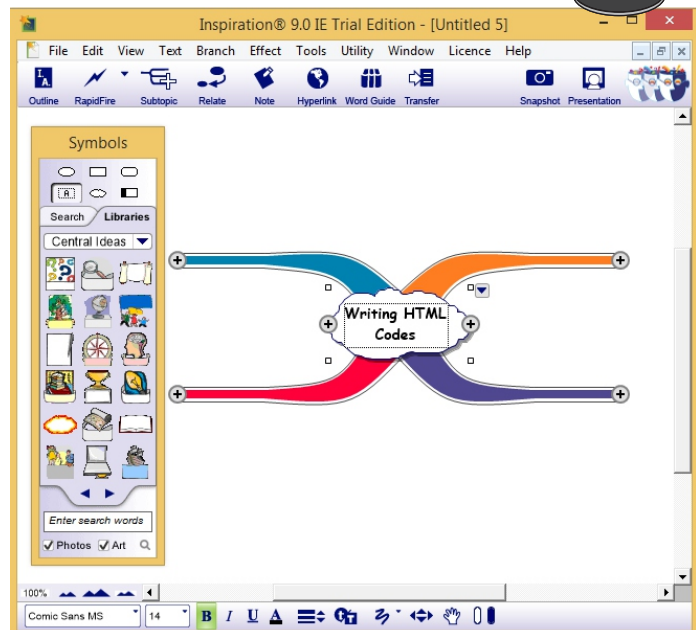 Inspiration® 9.0 IE Trial Edition - [Untitled 5]
File Edit View Text Branch Effect Tools Utility Window Licence Help
Outline RapidFire Subtopic Relate Note Hyperlink Word Guide Transfer Snapshot Presentation
Symbols
A
Search Libraries
Central Ideas
Writing HTML
Codes
Enter search words
Photos Art
100%
Comic Sans MS 14 B I U A